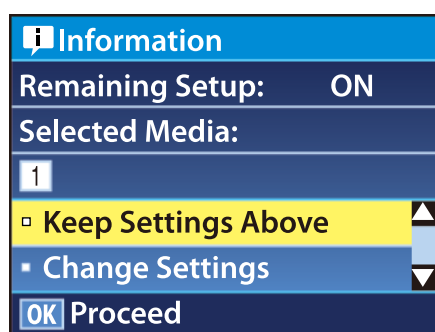 Information
Remaining Setup: ON
Selected Media:
1
Keep Settings Above
Change Settings
OK Proceed